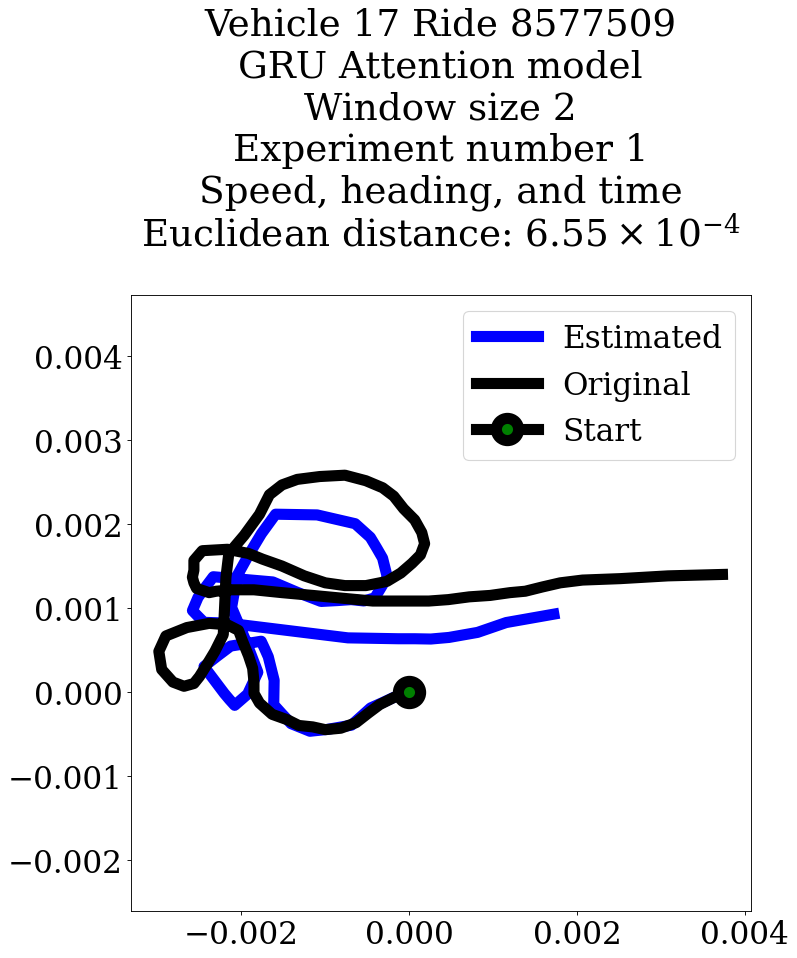 Vehicle 17 Ride 8577509
GRU Attention model
Window size 2
Experiment number 1
Speed, heading, and time
Euclidean distance: 6.55 × 10⁻⁴
Estimated
Original
Start
0.004
0.003
0.002
0.001
0.000
−0.001
−0.002
−0.002 0.000 0.002 0.004